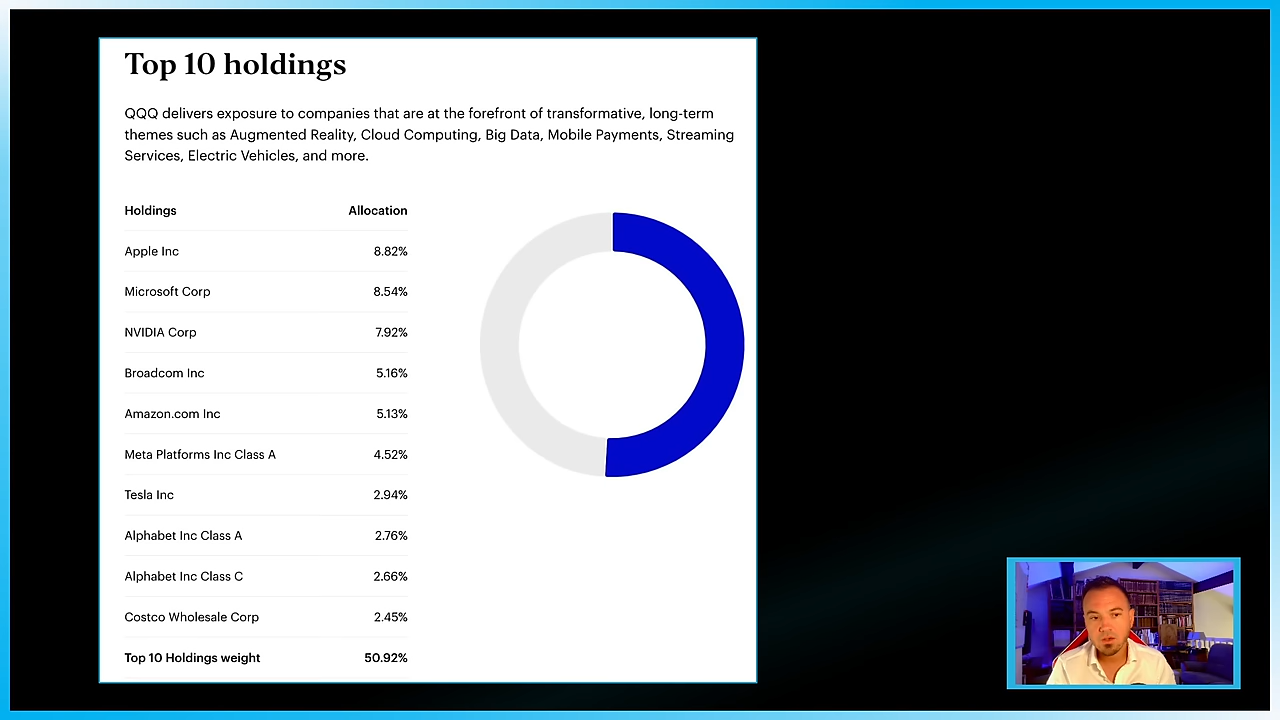 Top 10 holdings
QQQ delivers exposure to companies that are at the forefront of transformative, long-term
themes such as Augmented Reality, Cloud Computing, Big Data, Mobile Payments, Streaming
Services, Electric Vehicles, and more.
Holdings Allocation
Apple Inc 8.82%
Microsoft Corp 8.54%
NVIDIA Corp 7.92%
Broadcom Inc 5.16%
Amazon.com Inc 5.13%
Meta Platforms Inc Class A 4.52%
Tesla Inc 2.94%
Alphabet Inc Class A 2.76%
Alphabet Inc Class C 2.66%
Costco Wholesale Corp 2.45%
Top 10 Holdings weight 50.92%